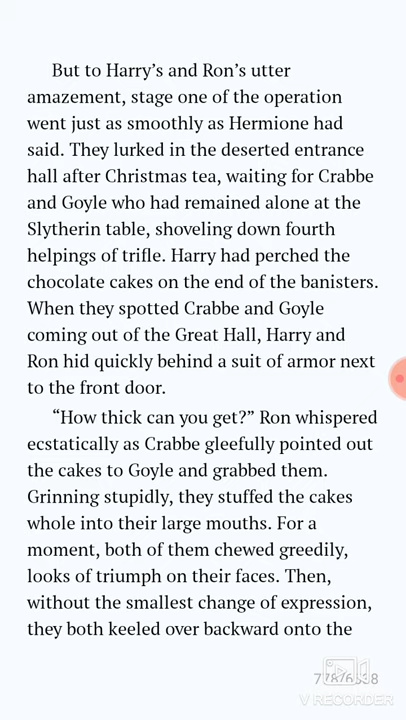 But to Harry’s and Ron’s utter
amazement, stage one of the operation
went just as smoothly as Hermione had
said. They lurked in the deserted entrance
hall after Christmas tea, waiting for Crabbe
and Goyle who had remained alone at the
Slytherin table, shoveling down fourth
helpings of trifle. Harry had perched the
chocolate cakes on the end of the banisters.
When they spotted Crabbe and Goyle
coming out of the Great Hall, Harry and
Ron hid quickly behind a suit of armor next
to the front door.
“How thick can you get?” Ron whispered
ecstatically as Crabbe gleefully pointed out
the cakes to Goyle and grabbed them.
Grinning stupidly, they stuffed the cakes
whole into their large mouths. For a
moment, both of them chewed greedily,
looks of triumph on their faces. Then,
without the smallest change of expression,
they both keeled over backward onto the
V RECORDER